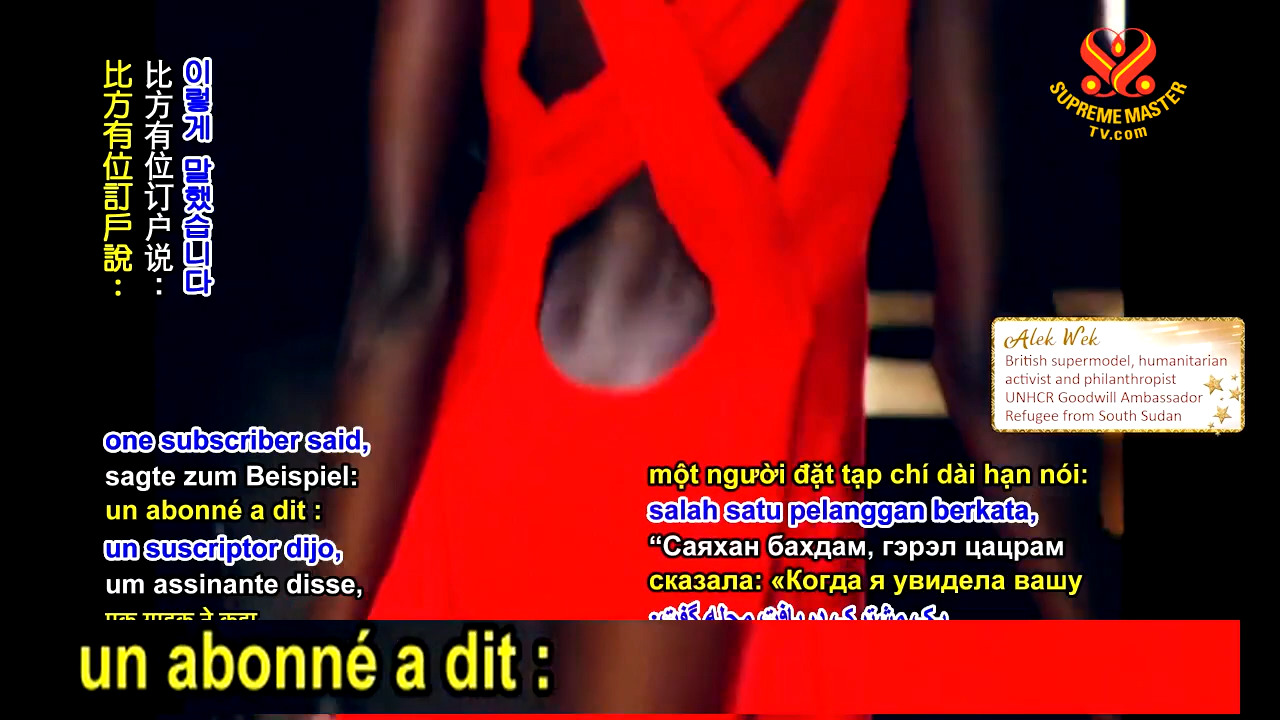 이렇게 말했습니다
比方有位订户说：
比方有位訂戶說：
SUPREME MASTER
TV.com
Alek Wek
British supermodel, humanitarian
activist and philanthropist
UNHCR Goodwill Ambassador
Refugee from South Sudan
one subscriber said,
sagte zum Beispiel:
un abonné a dit :
un suscriptor dijo,
um assinante disse,
एक ग्राहक ने कहा
một người đặt tạp chí dài hạn nói:
salah satu pelanggan berkata,
“Саяхан бахдам, гэрэл цацрам
сказала: «Когда я увидела вашу
un abonné a dit :